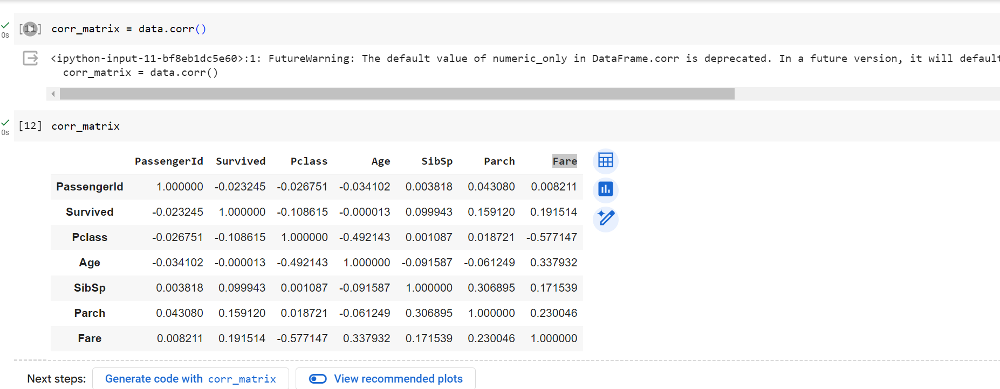 [11] corr_matrix = data.corr()
0s
<ipython-input-11-bf8eb1dc5e60>:1: FutureWarning: The default value of numeric_only in DataFrame.corr is deprecated. In a future version, it will default
corr_matrix = data.corr()
[12] corr_matrix
0s
PassengerId Survived Pclass Age SibSp Parch Fare
PassengerId 1.000000 -0.023245 -0.026751 -0.034102 0.003818 0.043080 0.008211
Survived -0.023245 1.000000 -0.108615 -0.000013 0.099943 0.159120 0.191514
Pclass -0.026751 -0.108615 1.000000 -0.492143 0.001087 0.018721 -0.577147
Age -0.034102 -0.000013 -0.492143 1.000000 -0.091587 -0.061249 0.337932
SibSp 0.003818 0.099943 0.001087 -0.091587 1.000000 0.306895 0.171539
Parch 0.043080 0.159120 0.018721 -0.061249 0.306895 1.000000 0.230046
Fare 0.008211 0.191514 -0.577147 0.337932 0.171539 0.230046 1.000000
Next steps: Generate code with corr_matrix View recommended plots